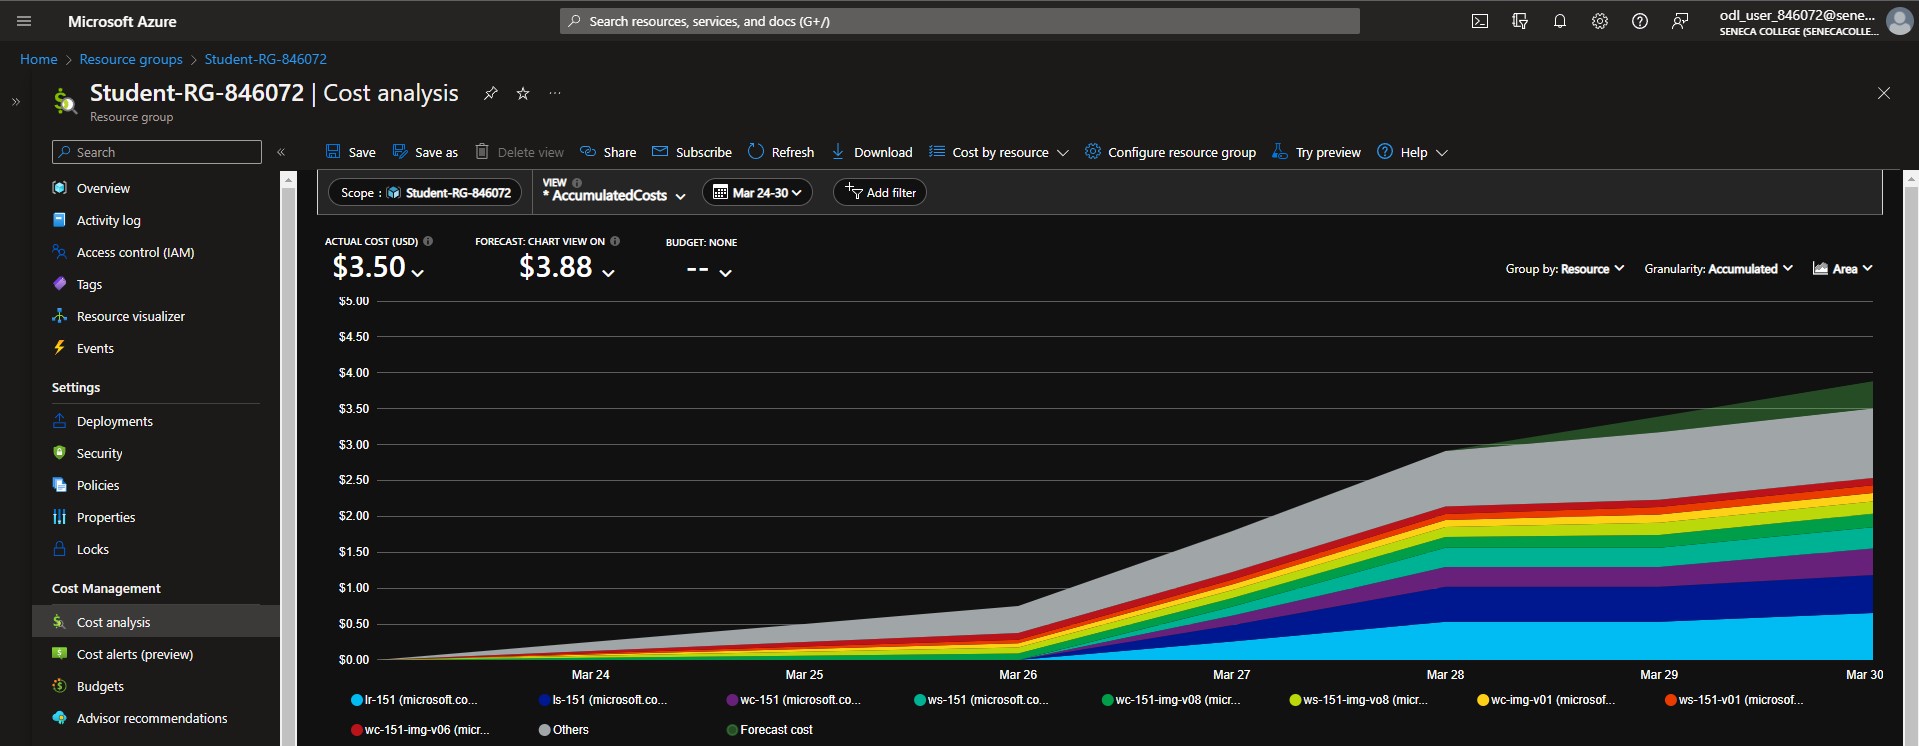 Microsoft Azure
Search resources, services, and docs (G+/)
odl_user_846072@sene...
SENECA COLLEGE (SENECACOLLE...
Home > Resource groups > Student-RG-846072
Student-RG-846072 | Cost analysis
Resource group
Search
Save
Save as
Delete view
Share
Subscribe
Refresh
Download
Cost by resource
Configure resource group
Try preview
Help
Overview
Activity log
Access control (IAM)
Tags
Resource visualizer
Events
Settings
Deployments
Security
Policies
Properties
Locks
Cost Management
Cost analysis
Cost alerts (preview)
Budgets
Advisor recommendations
Scope : Student-RG-846072
VIEW
* AccumulatedCosts
Mar 24-30
Add filter
ACTUAL COST (USD)
$3.50
FORECAST: CHART VIEW ON
$3.88
BUDGET: NONE
--
Group by: Resource
Granularity: Accumulated
Area
$5.00
$4.50
$4.00
$3.50
$3.00
$2.50
$2.00
$1.50
$1.00
$0.50
$0.00
Mar 24 Mar 25 Mar 26 Mar 27 Mar 28 Mar 29 Mar 30
lr-151 (microsoft.co... ls-151 (microsoft.co... wc-151 (microsoft.co... ws-151 (microsoft.co... wc-151-img-v08 (micr... ws-151-img-vo8 (micr... wc-img-v01 (microsof... ws-151-v01 (microsof...
wc-151-img-v06 (micr... Others Forecast cost